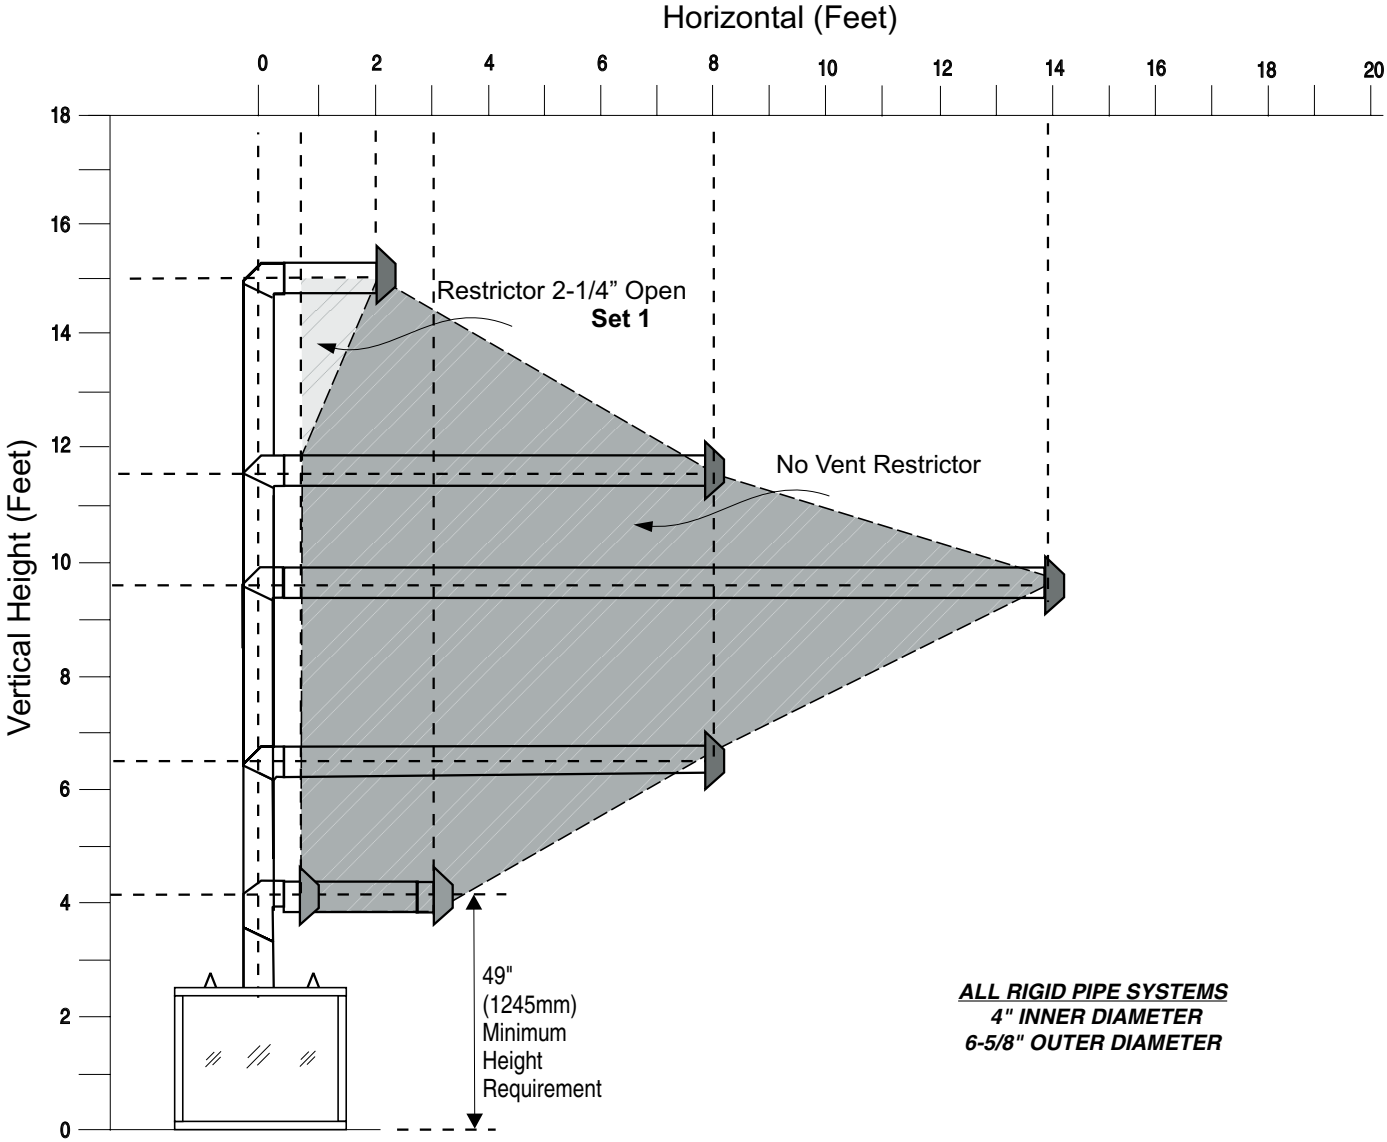 Horizontal (Feet)
0 2 4 6 8 10 12 14 16 18 20
18
16
Restrictor 2-1/4” Open
Set 1
14
12
No Vent Restrictor
10
Vertical Height (Feet)
8
6
4
49"
(1245mm)
Minimum
Height
Requirement
2
0
ALL RIGID PIPE SYSTEMS
4" INNER DIAMETER
6-5/8" OUTER DIAMETER